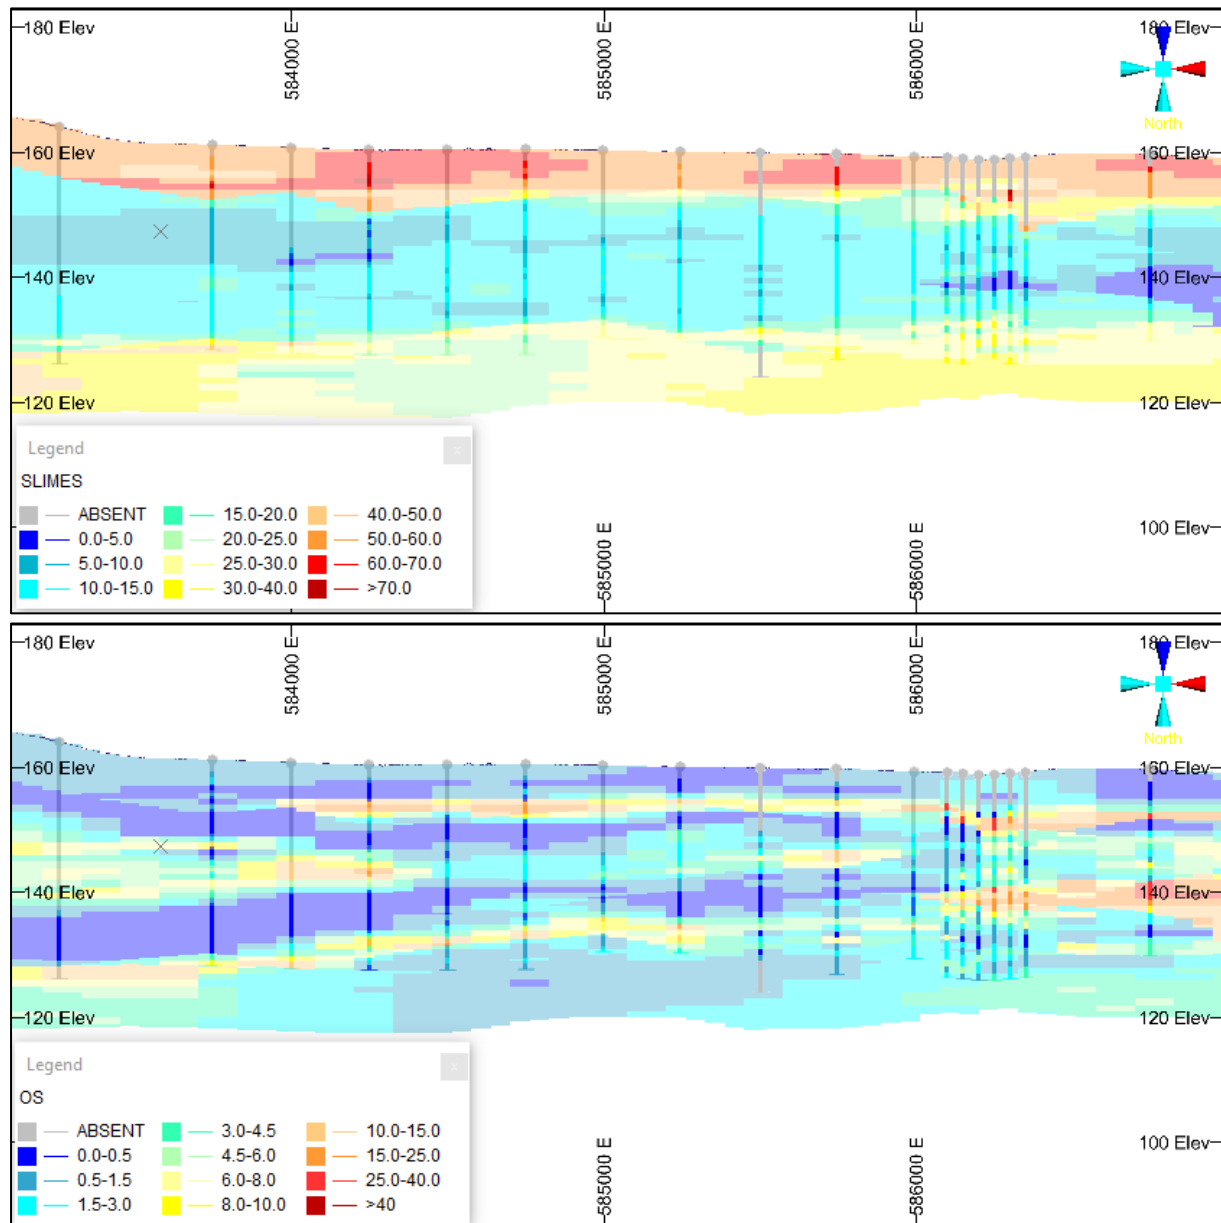 180 Elev
584000 E
585000 E
586000 E
180 Elev
North
160 Elev
160 Elev
140 Elev
140 Elev
120 Elev
120 Elev
Legend
x
SLIMES
ABSENT
15.0-20.0
40.0-50.0
0.0-5.0
20.0-25.0
50.0-60.0
5.0-10.0
25.0-30.0
60.0-70.0
10.0-15.0
30.0-40.0
>70.0
585000 E
586000 E
100 Elev
180 Elev
584000 E
585000 E
586000 E
180 Elev
North
160 Elev
160 Elev
140 Elev
140 Elev
120 Elev
120 Elev
Legend
x
OS
ABSENT
3.0-4.5
10.0-15.0
0.0-0.5
4.5-6.0
15.0-25.0
0.5-1.5
6.0-8.0
25.0-40.0
1.5-3.0
8.0-10.0
>40
585000 E
586000 E
100 Elev